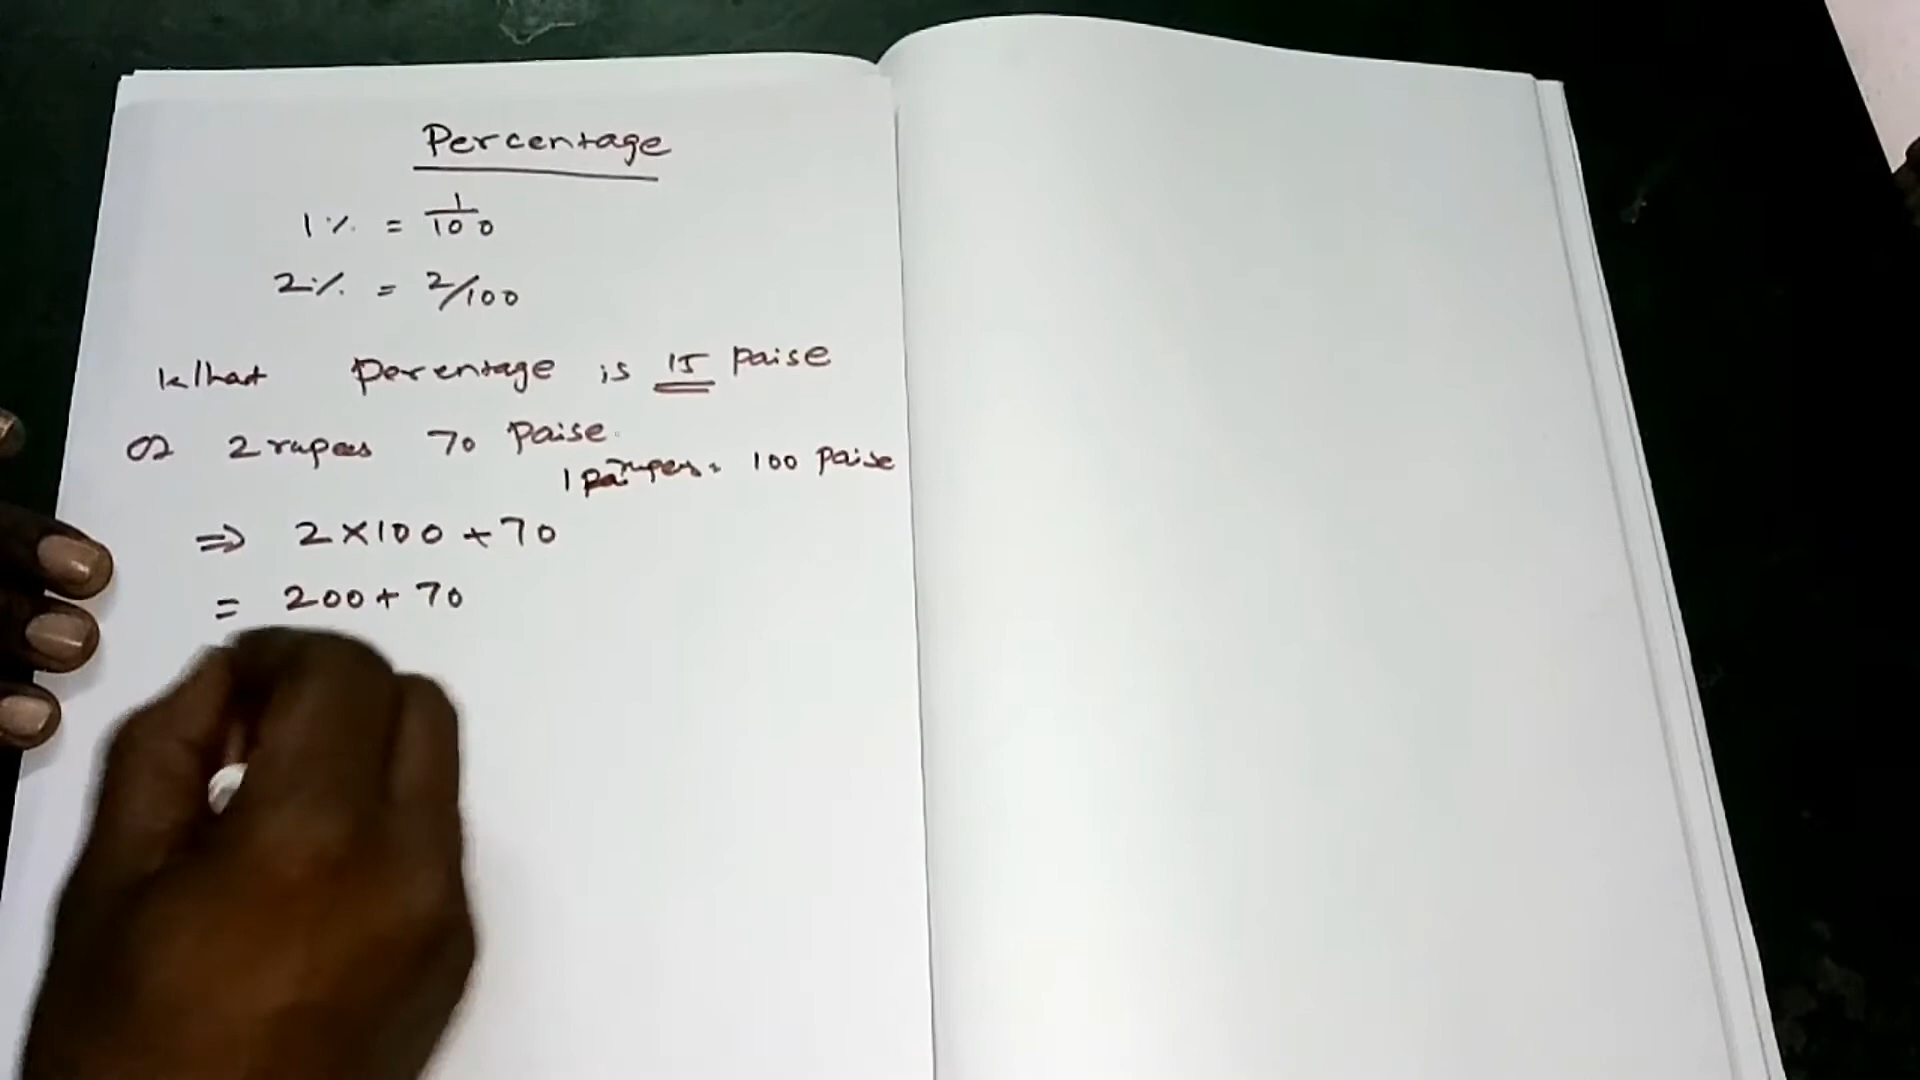 Percentage
1% = 1/100
2% = 2/100
What Perentage is 15 paise
of 2 rupees 70 Paise.
1 rupees = 100 paise
⇒ 2×100+70
= 200+70